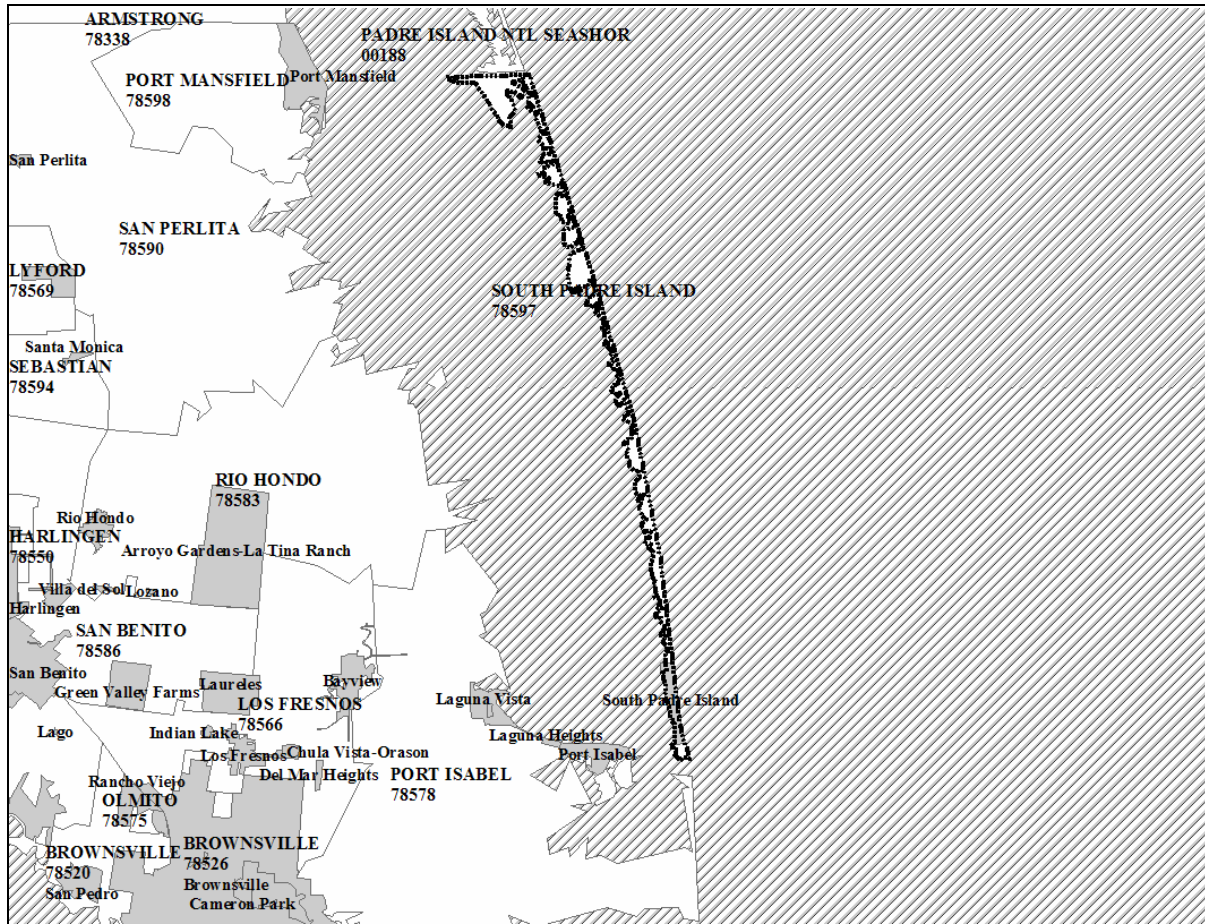 ARMSTRONG
78338
PADRE ISLAND NTL SEASHOR
00188
PORT MANSFIELD
78598
Port Mansfield
San Perlita
SAN PERLITA
78590
LYFORD
78569
SOUTH PADRE ISLAND
78597
Santa Monica
SEBASTIAN
78594
RIO HONDO
78583
Rio Hondo
HARLINGEN
78550
Arroyo Gardens-La Tina Ranch
Villa del Sol
Lozano
Harlingen
SAN BENITO
78586
San Benito
Green Valley Farms
Laureles
Bayview
LOS FRESNOS
78566
Laguna Vista
South Padre Island
Lago
Indian Lake
Laguna Heights
Los Fresnos
Chula Vista-Orason
Port Isabel
Del Mar Heights
PORT ISABEL
78578
Rancho Viejo
OLMITO
78575
BROWNSVILLE
78520
BROWNSVILLE
78526
San Pedro
Brownsville
Cameron Park